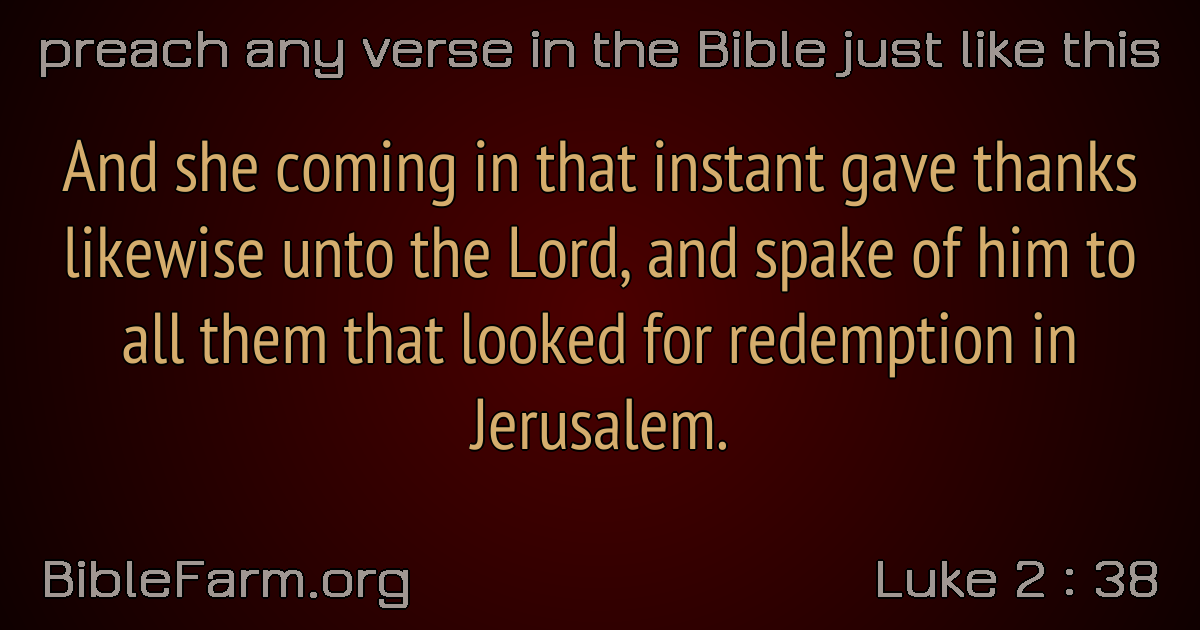 preach any verse in the Bible just like this
And she coming in that instant gave thanks
likewise unto the Lord, and spake of him to
all them that looked for redemption in
Jerusalem.
BibleFarm.org
Luke 2 : 38